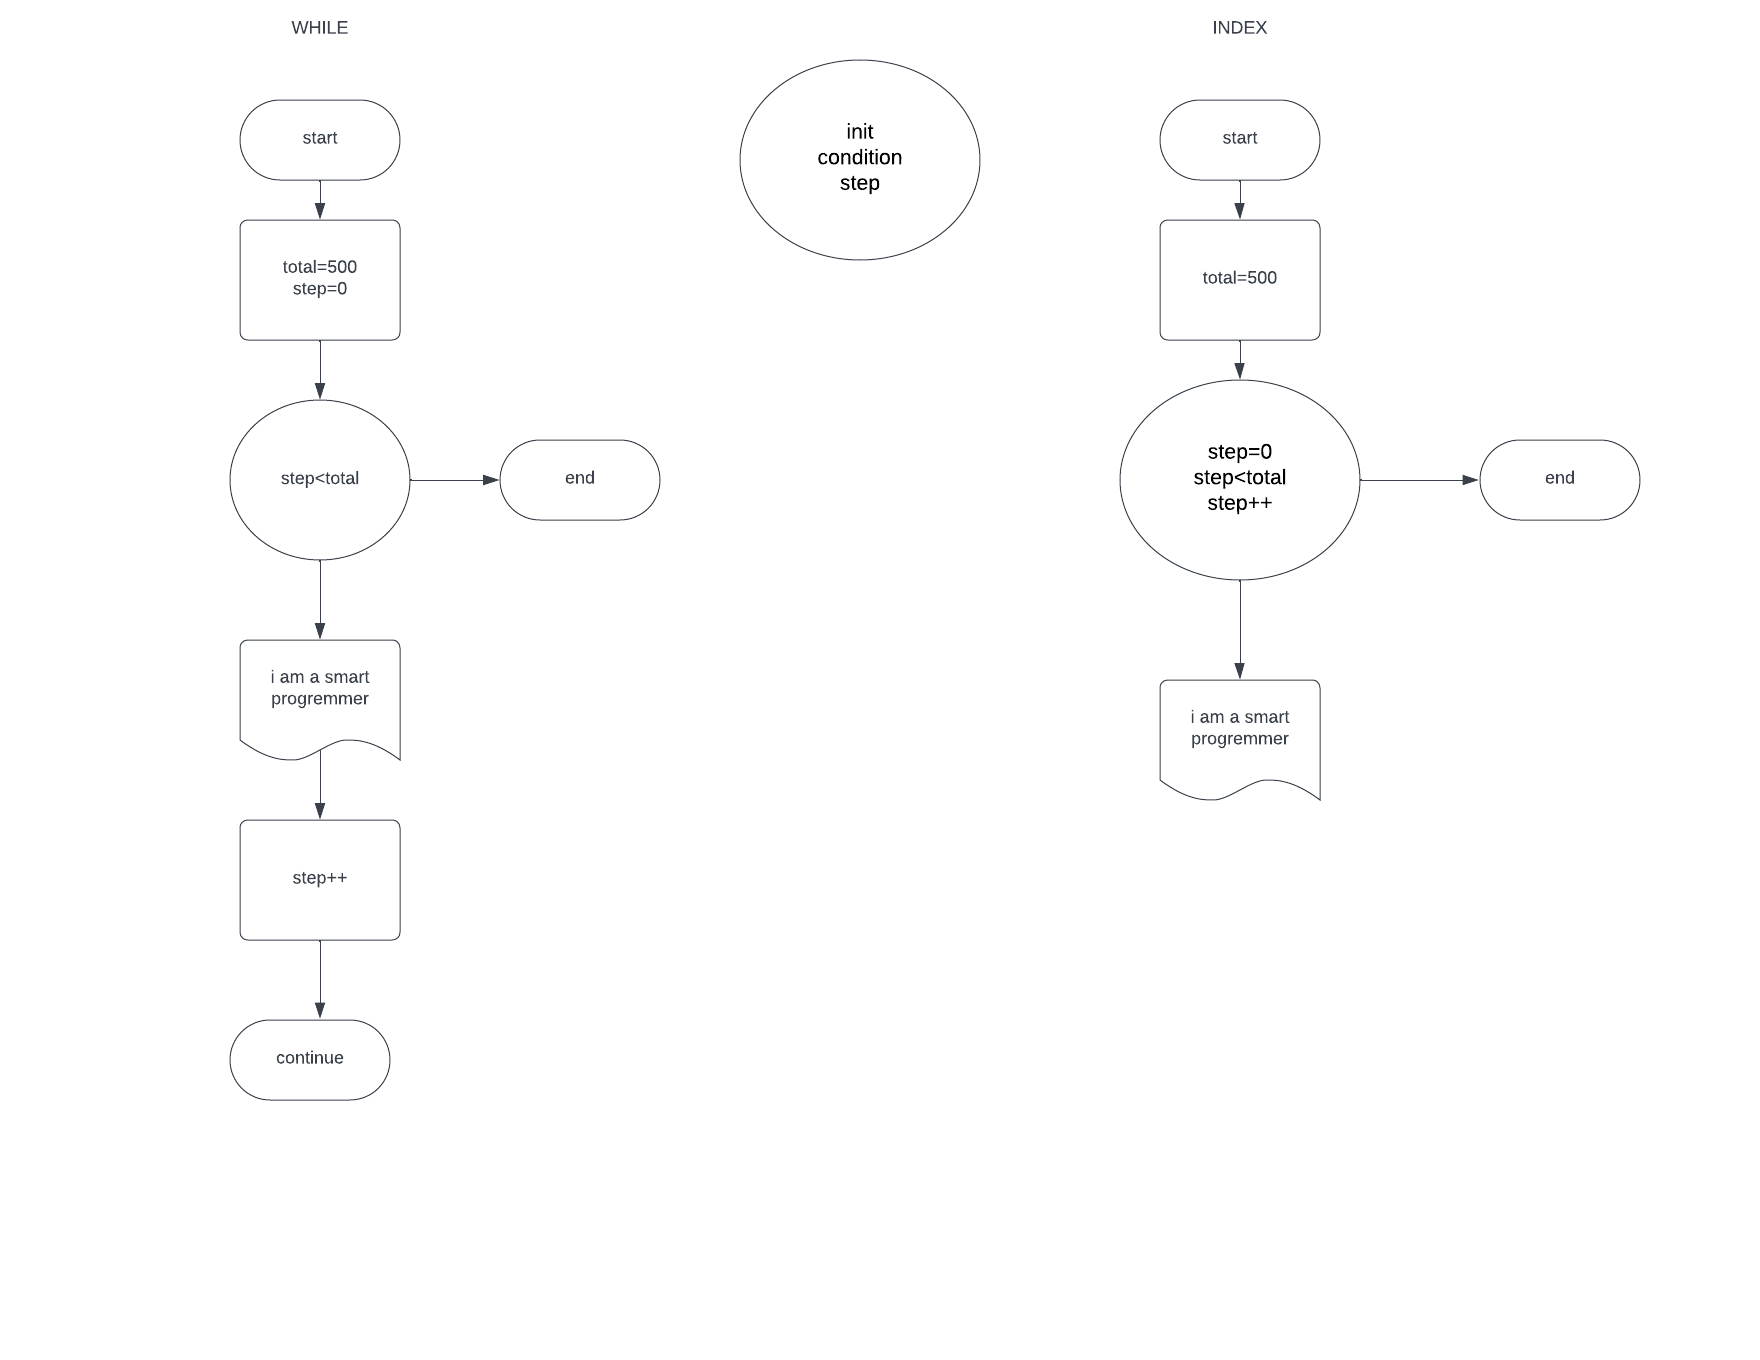 WHILE
start
total=500
step=0
step<total
end
i am a smart
progremmer
step++
continue
init
condition
step
INDEX
start
total=500
step=0
step<total
step++
end
i am a smart
progremmer